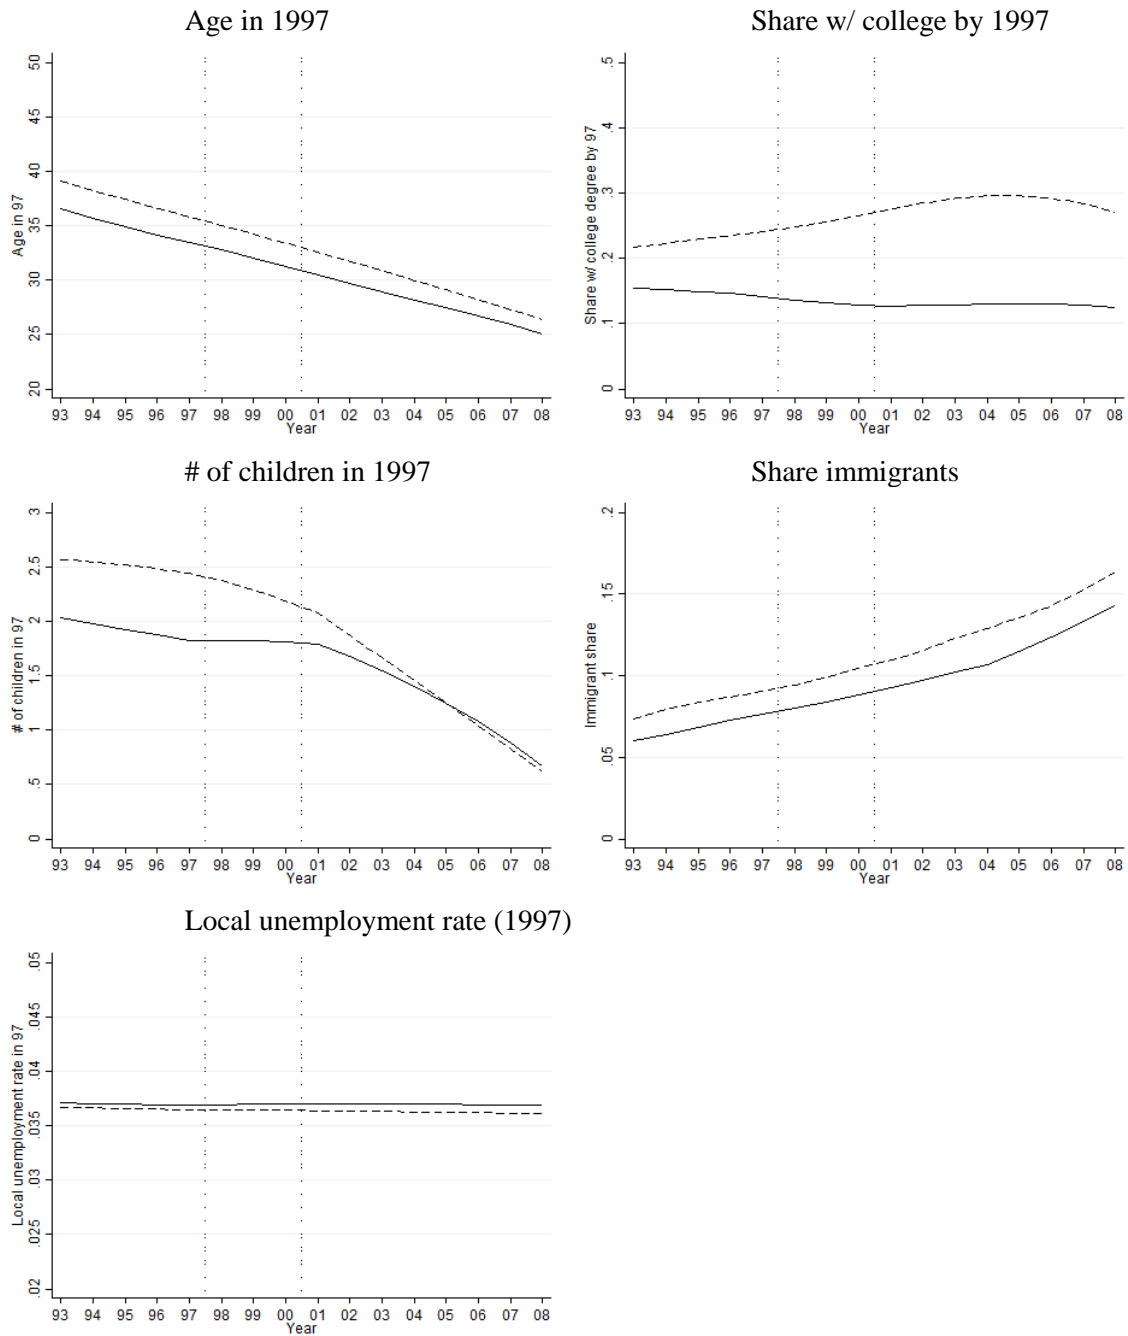 Age in 1997
Age in 97
50
45
40
35
30
25
20
93 94 95 96 97 98 99 00 01 02 03 04 05 06 07 08
Year
Share w/ college by 1997
Share w/ college degree by 97
.5
.4
.3
.2
.1
0
93 94 95 96 97 98 99 00 01 02 03 04 05 06 07 08
Year
# of children in 1997
# of children in 97
3
2.5
2
1.5
1
.5
0
93 94 95 96 97 98 99 00 01 02 03 04 05 06 07 08
Year
Share immigrants
Immigrant share
.2
.15
.1
.05
0
93 94 95 96 97 98 99 00 01 02 03 04 05 06 07 08
Year
Local unemployment rate (1997)
Local unemployment rate in 97
.05
.045
.04
.035
.03
.025
.02
93 94 95 96 97 98 99 00 01 02 03 04 05 06 07 08
Year